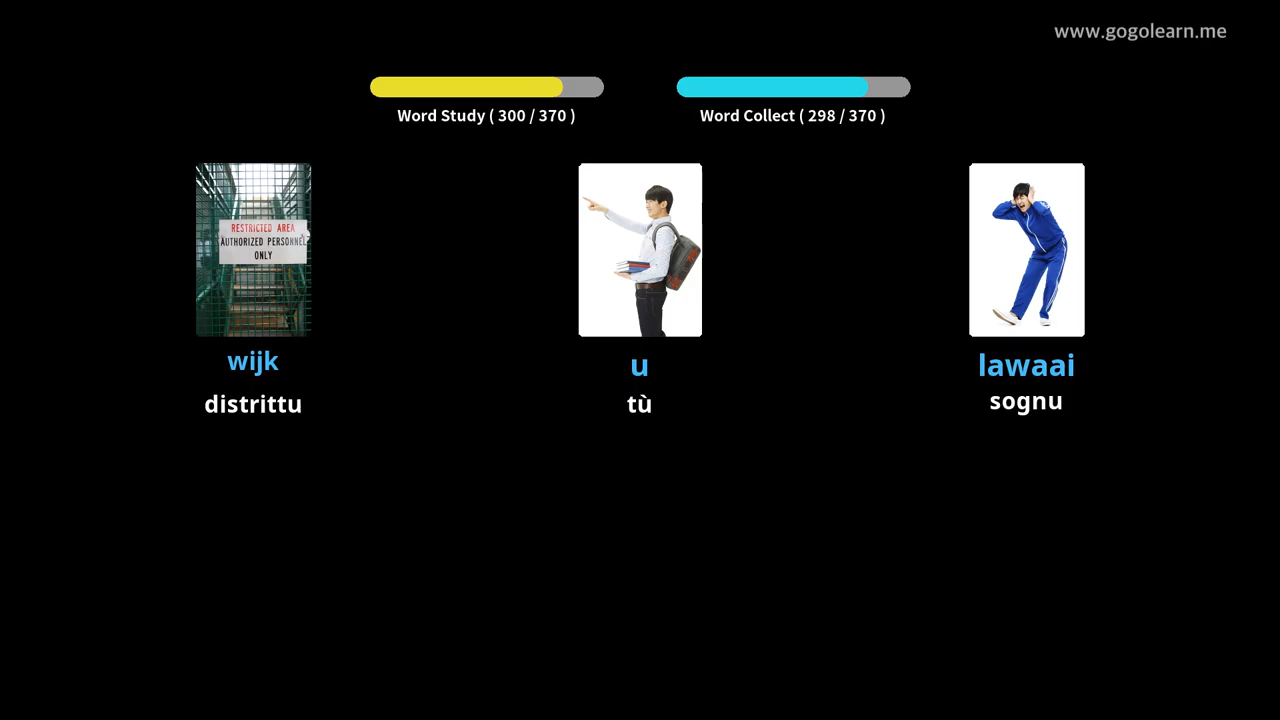 www.gogolearn.me
Word Study ( 300 / 370 )
Word Collect ( 298 / 370 )
RESTRICTED AREA
AUTHORIZED PERSONNEL
ONLY
wijk
u
lawaai
distrittu
tù
sognu